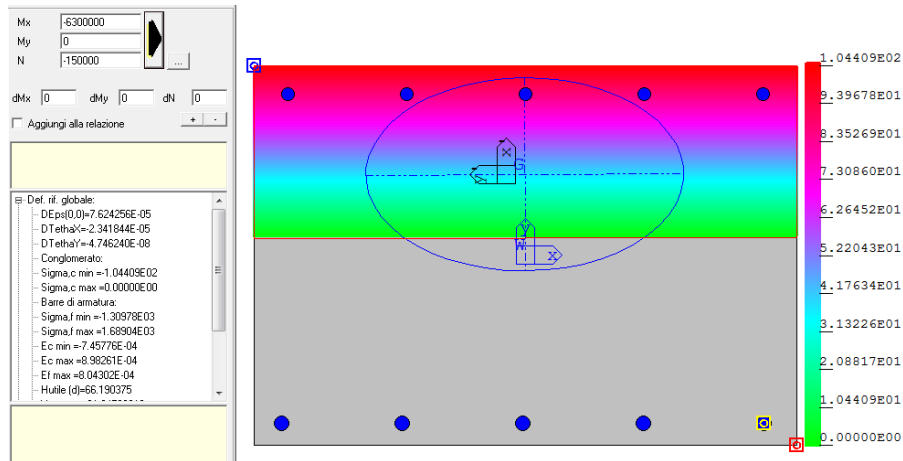 Mx -6300000
My 0
N -150000
...
dMx 0 dMy 0 dN 0
Aggiungi alla relazione + -
Def. rif. globale:
DEps(0,0)=7.624256E-05
DTethaX=-2.341844E-05
DTethaY=-4.746240E-08
Conglomerato:
Sigma,c min =-1.04409E02
Sigma,c max =0.00000E00
Barre di armatura:
Sigma,f min =-1.30978E03
Sigma,f max =1.68904E03
Ec min =-7.45776E-04
Ec max =8.98261E-04
Ef max =8.04302E-04
Hutile (d)=66.190375
X
G
Y
X
1.04409E02
9.39678E01
8.35269E01
7.30860E01
6.26452E01
5.22043E01
4.17634E01
3.13226E01
2.08817E01
1.04409E01
0.00000E00